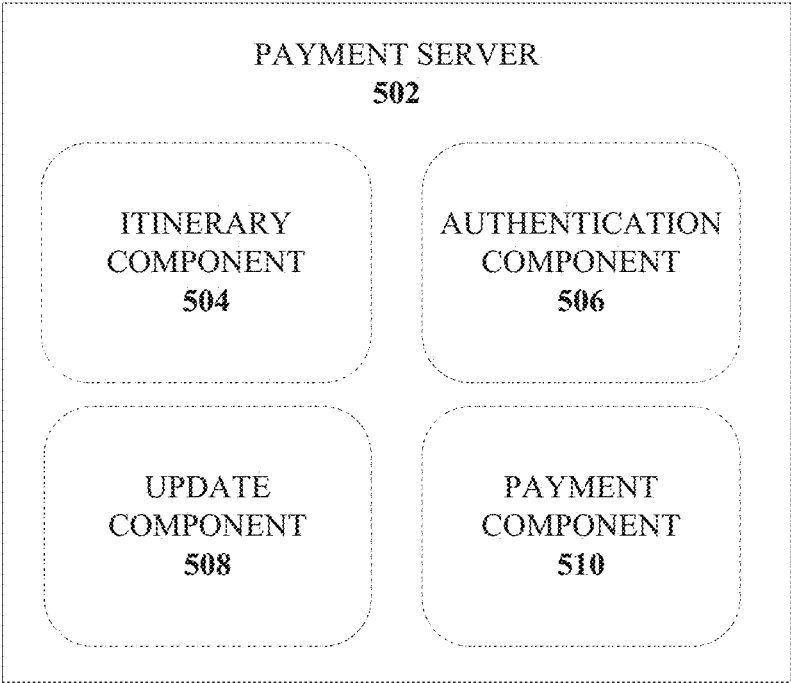 PAYMENT SERVER
502
ITINERARY
COMPONENT
504
AUTHENTICATION
COMPONENT
506
UPDATE
COMPONENT
508
PAYMENT
COMPONENT
510